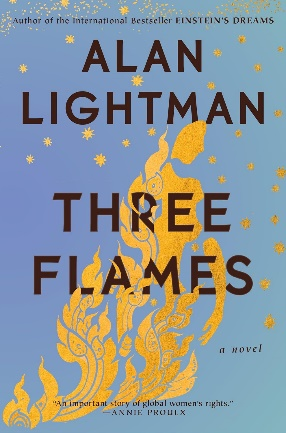 Author of the International Bestseller EINSTEIN'S DREAMS
ALAN
LIGHTMAN
THREE
FLAMES
a novel
"An important story of global women's rights."
—ANNIE PROULX